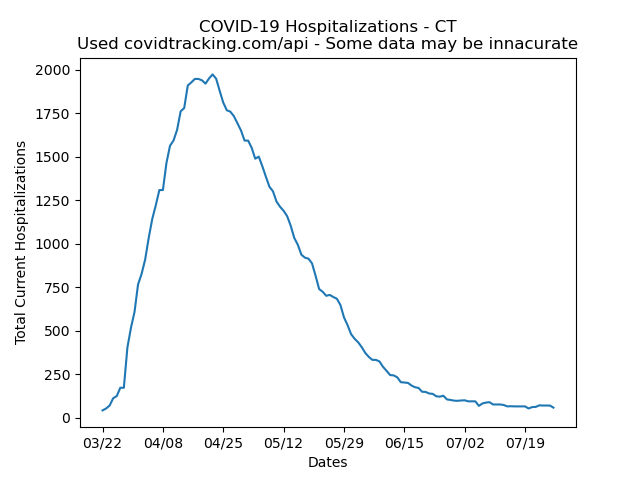 COVID-19 Hospitalizations - CT
Used covidtracking.com/api - Some data may be innacurate
2000
1750
1500
1250
1000
750
500
250
0
Total Current Hospitalizations
03/22 04/08 04/25 05/12 05/29 06/15 07/02 07/19
Dates